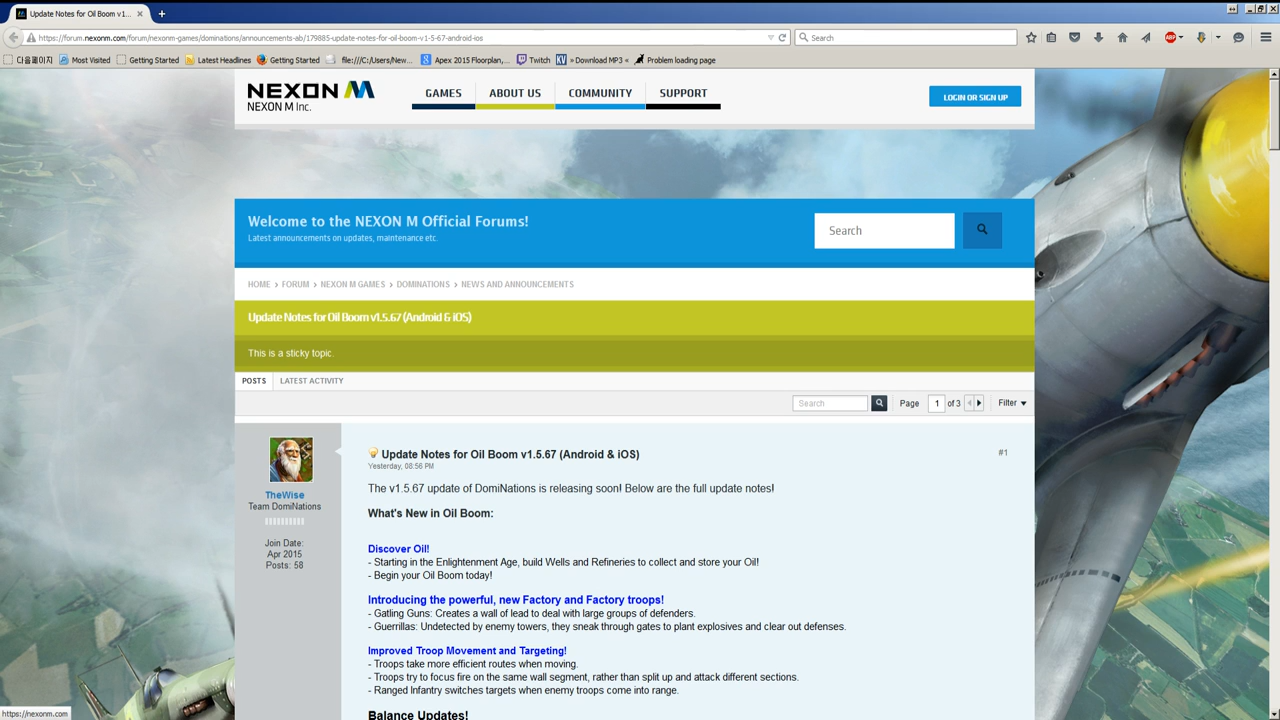 Update Notes for Oil Boom v1...
https://forum.nexonm.com/forum/nexonm-games/dominations/announcements-ab/179885-update-notes-for-oil-boom-v1-5-67-android-ios
Search
다음페이지 Most Visited Getting Started Latest Headlines Getting Started file:///C:/Users/New... Apex 2015 Floorplan,... Twitch » Download MP3 « Problem loading page
NEXON M
NEXON M Inc.
GAMES ABOUT US COMMUNITY SUPPORT
LOGIN OR SIGN UP
Welcome to the NEXON M Official Forums!
Latest announcements on updates, maintenance etc.
Search
HOME > FORUM > NEXON M GAMES > DOMINATIONS > NEWS AND ANNOUNCEMENTS
Update Notes for Oil Boom v1.5.67 (Android & iOS)
This is a sticky topic.
POSTS LATEST ACTIVITY
Search Page 1 of 3 Filter
TheWise
Team DomiNations
Join Date:
Apr 2015
Posts: 58
Update Notes for Oil Boom v1.5.67 (Android & iOS)
#1
Yesterday, 08:56 PM
The v1.5.67 update of DomiNations is releasing soon! Below are the full update notes!
What's New in Oil Boom:
Discover Oil!
- Starting in the Enlightenment Age, build Wells and Refineries to collect and store your Oil!
- Begin your Oil Boom today!
Introducing the powerful, new Factory and Factory troops!
- Gatling Guns: Creates a wall of lead to deal with large groups of defenders.
- Guerrillas: Undetected by enemy towers, they sneak through gates to plant explosives and clear out defenses.
Improved Troop Movement and Targeting!
- Troops take more efficient routes when moving.
- Troops try to focus fire on the same wall segment, rather than split up and attack different sections.
- Ranged Infantry switches targets when enemy troops come into range.
Balance Updates!
https://nexonm.com